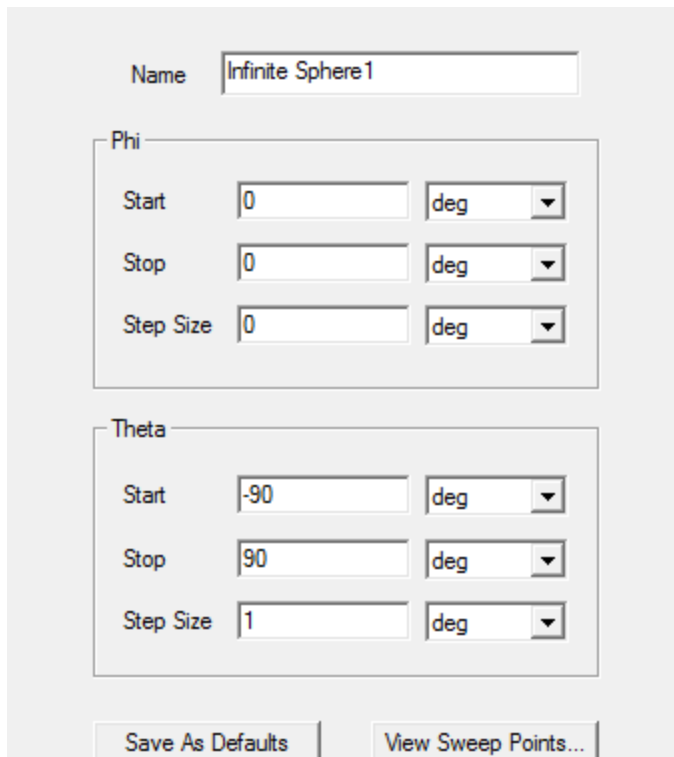 Name Infinite Sphere1
Phi
Start 0 deg
Stop 0 deg
Step Size 0 deg
Theta
Start -90 deg
Stop 90 deg
Step Size 1 deg
Save As Defaults View Sweep Points...